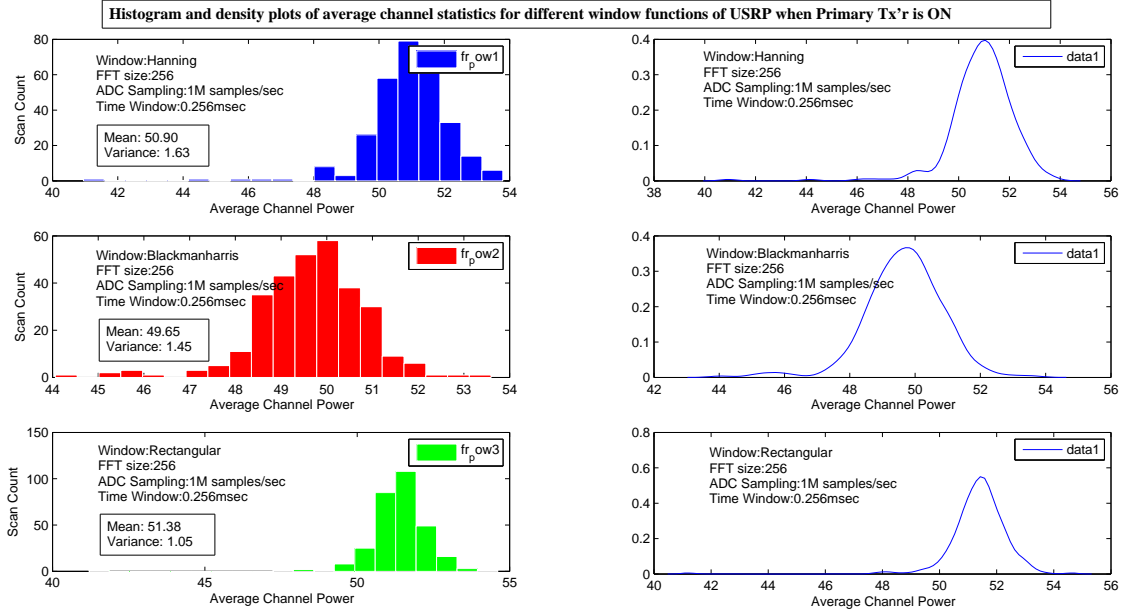 Histogram and density plots of average channel statistics for different window functions of USRP when Primary Tx'r is ON
80
60
40
20
0
Scan Count
Window:Hanning
FFT size:256
ADC Sampling:1M samples/sec
Time Window:0.256msec
Mean: 50.90
Variance: 1.63
fr_pow1
40 42 44 46 48 50 52 54
Average Channel Power
0.4
0.3
0.2
0.1
0
Window:Hanning
FFT size:256
ADC Sampling:1M samples/sec
Time Window:0.256msec
data1
38 40 42 44 46 48 50 52 54 56
Average Channel Power
60
40
20
0
Scan Count
Window:Blackmanharris
FFT size:256
ADC Sampling:1M samples/sec
Time Window:0.256msec
Mean: 49.65
Variance: 1.45
fr_pow2
44 45 46 47 48 49 50 51 52 53 54
Average Channel Power
0.4
0.3
0.2
0.1
0
Window:Blackmanharris
FFT size:256
ADC Sampling:1M samples/sec
Time Window:0.256msec
data1
42 44 46 48 50 52 54 56
Average Channel Power
150
100
50
0
Scan Count
Window:Rectangular
FFT size:256
ADC Sampling:1M samples/sec
Time Window:0.256msec
Mean: 51.38
Variance: 1.05
fr_pow3
40 45 50 55
Average Channel Power
0.8
0.6
0.4
0.2
0
Window:Rectangular
FFT size:256
ADC Sampling:1M samples/sec
Time Window:0.256msec
data1
40 42 44 46 48 50 52 54 56
Average Channel Power